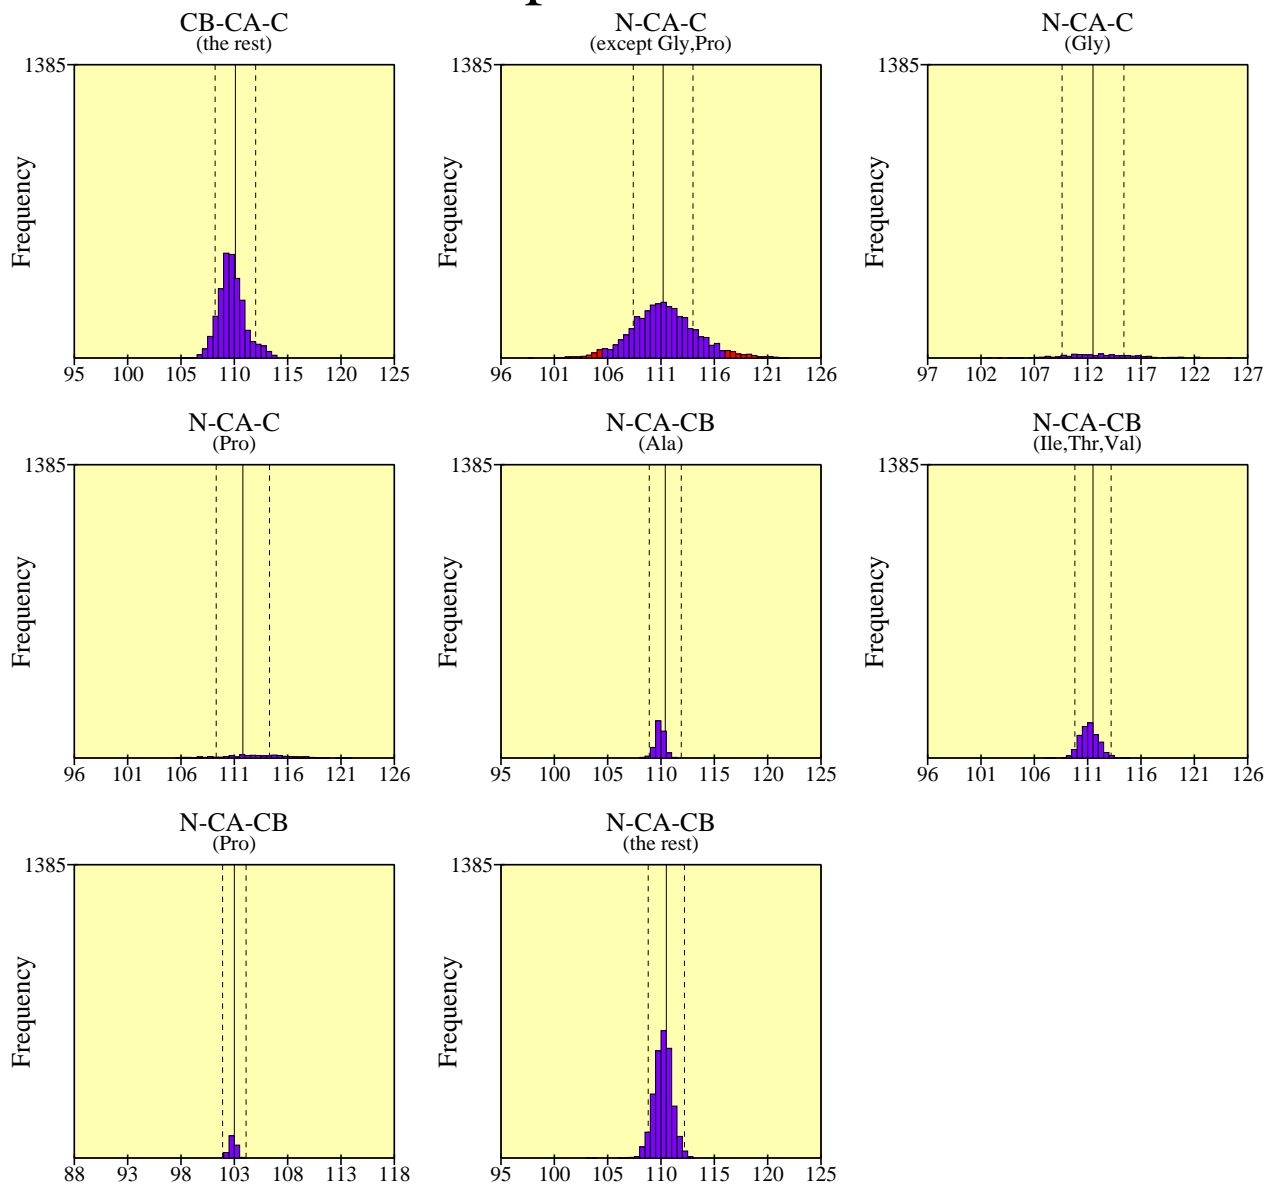 CB-CA-C
(the rest)
1385
Frequency
95 100 105 110 115 120 125
N-CA-C
(except Gly,Pro)
1385
Frequency
96 101 106 111 116 121 126
N-CA-C
(Gly)
1385
Frequency
97 102 107 112 117 122 127
N-CA-C
(Pro)
1385
Frequency
96 101 106 111 116 121 126
N-CA-CB
(Ala)
1385
Frequency
95 100 105 110 115 120 125
N-CA-CB
(Ile,Thr,Val)
1385
Frequency
96 101 106 111 116 121 126
N-CA-CB
(Pro)
1385
Frequency
88 93 98 103 108 113 118
N-CA-CB
(the rest)
1385
Frequency
95 100 105 110 115 120 125